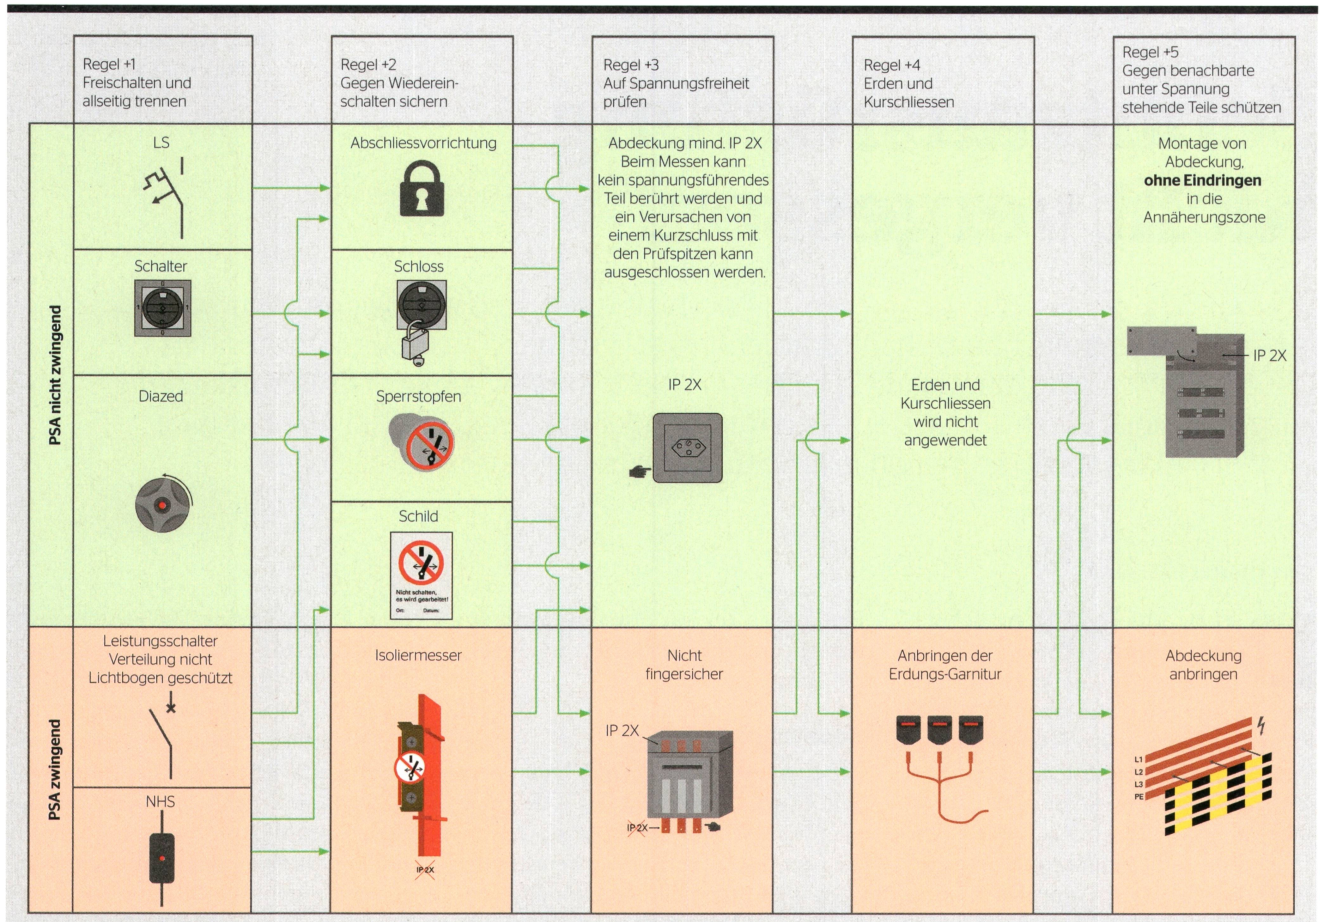 Regel +1
Freischalten und
allseitig trennen
Regel +2
Gegen Wiederein-
schalten sichern
Regel +3
Auf Spannungsfreiheit
prüfen
Regel +4
Erden und
Kurschliessen
Regel +5
Gegen benachbarte
unter Spannung
stehende Teile schützen
PSA nicht zwingend
LS
Schalter
0
1
1
0
Diazed
Abschliessvorrichtung
Schloss
Sperrstopfen
Schild
Nicht schalten,
es wird gearbeitet!
Ort: Datum:
Abdeckung mind. IP 2X
Beim Messen kann
kein spannungsführendes
Teil berührt werden und
ein Verursachen von
einem Kurzschluss mit
den Prüfspitzen kann
ausgeschlossen werden.
IP 2X
Erden und
Kurschliessen
wird nicht
angewendet
Montage von
Abdeckung,
ohne Eindringen
in die
Annäherungszone
IP 2X
PSA zwingend
Leistungsschalter
Verteilung nicht
Lichtbogen geschützt
NHS
Isoliermesser
IP 2X
Nicht
fingersicher
IP 2X
IP 2X
Anbringen der
Erdungs-Garnitur
Abdeckung
anbringen
L1
L2
L3
PE